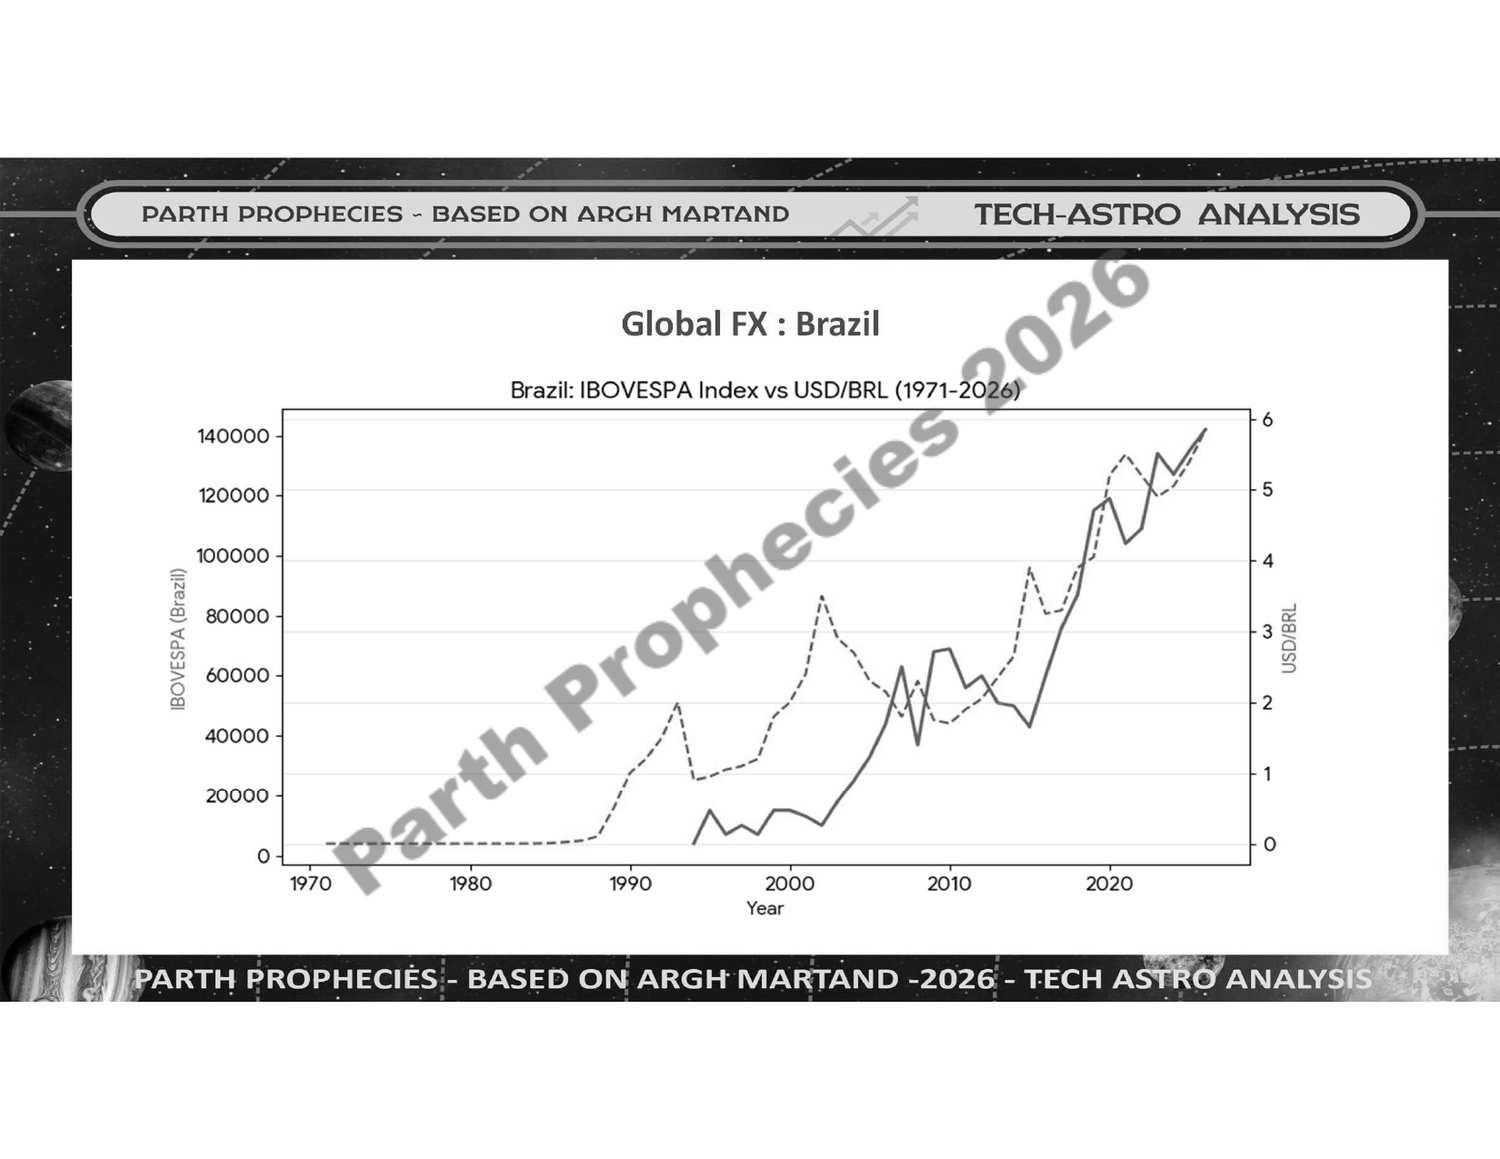 PARTH PROPHECIES ~ BASED ON ARGH MARTAND
TECH-ASTRO ANALYSIS
Global FX : Brazil
Brazil: IBOVESPA Index vs USD/BRL (1971-2026)
Parth Prophecies 2026
IBOVESPA (Brazil)
140000
120000
100000
80000
60000
40000
20000
0
6
5
4
3
2
1
0
USD/BRL
1970 1980 1990 2000 2010 2020
Year
PARTH PROPHECIES - BASED ON ARGH MARTAND -2026 - TECH ASTRO ANALYSIS